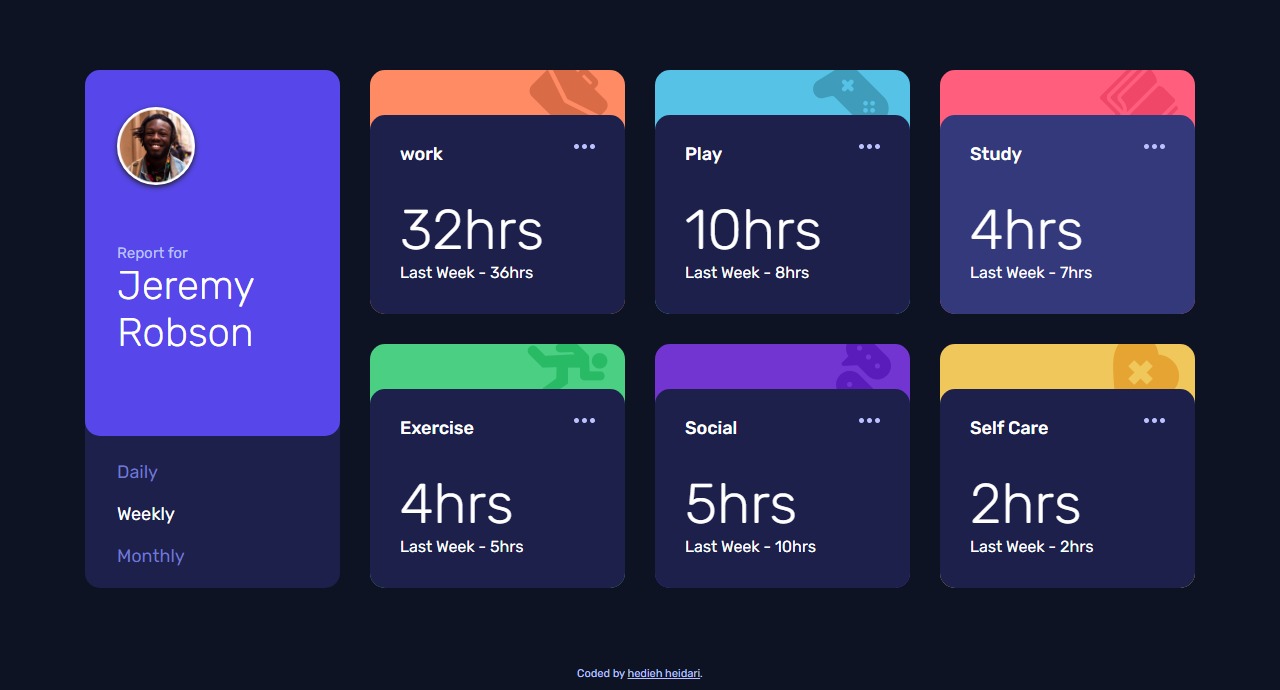 Report for
Jeremy
Robson
Daily
Weekly
Monthly
work
32hrs
Last Week - 36hrs
Play
10hrs
Last Week - 8hrs
Study
4hrs
Last Week - 7hrs
Exercise
4hrs
Last Week - 5hrs
Social
5hrs
Last Week - 10hrs
Self Care
2hrs
Last Week - 2hrs
Coded by hedieh heidari.